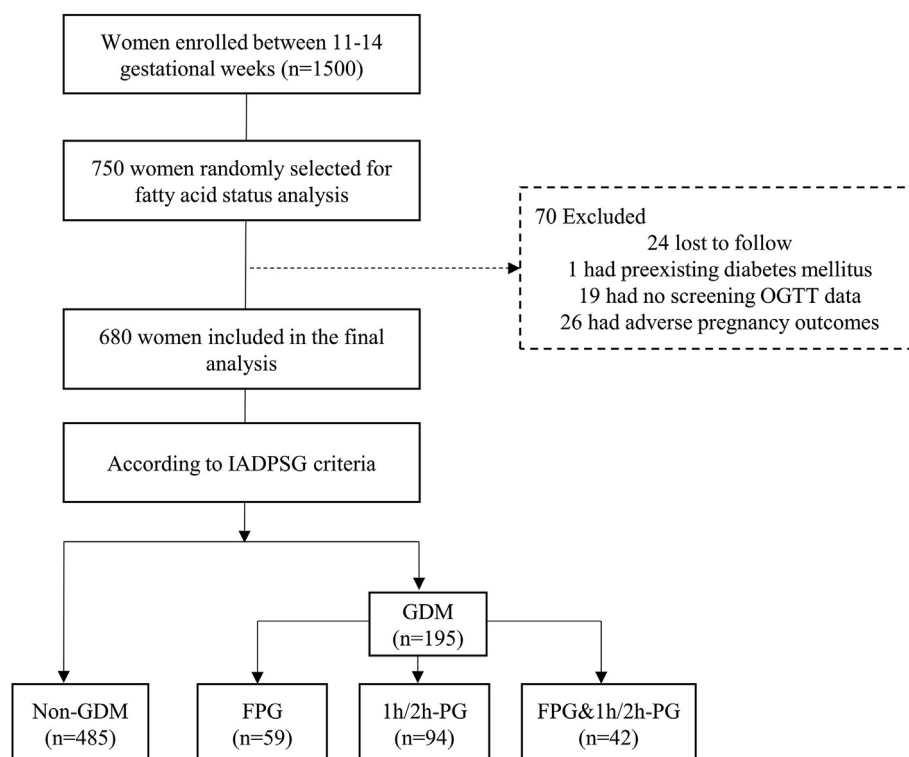 Women enrolled between 11-14
gestational weeks (n=1500)
750 women randomly selected for
fatty acid status analysis
70 Excluded
24 lost to follow
1 had preexisting diabetes mellitus
19 had no screening OGTT data
26 had adverse pregnancy outcomes
680 women included in the final
analysis
According to IADPSG criteria
GDM
(n=195)
Non-GDM
(n=485)
FPG
(n=59)
1h/2h-PG
(n=94)
FPG&1h/2h-PG
(n=42)